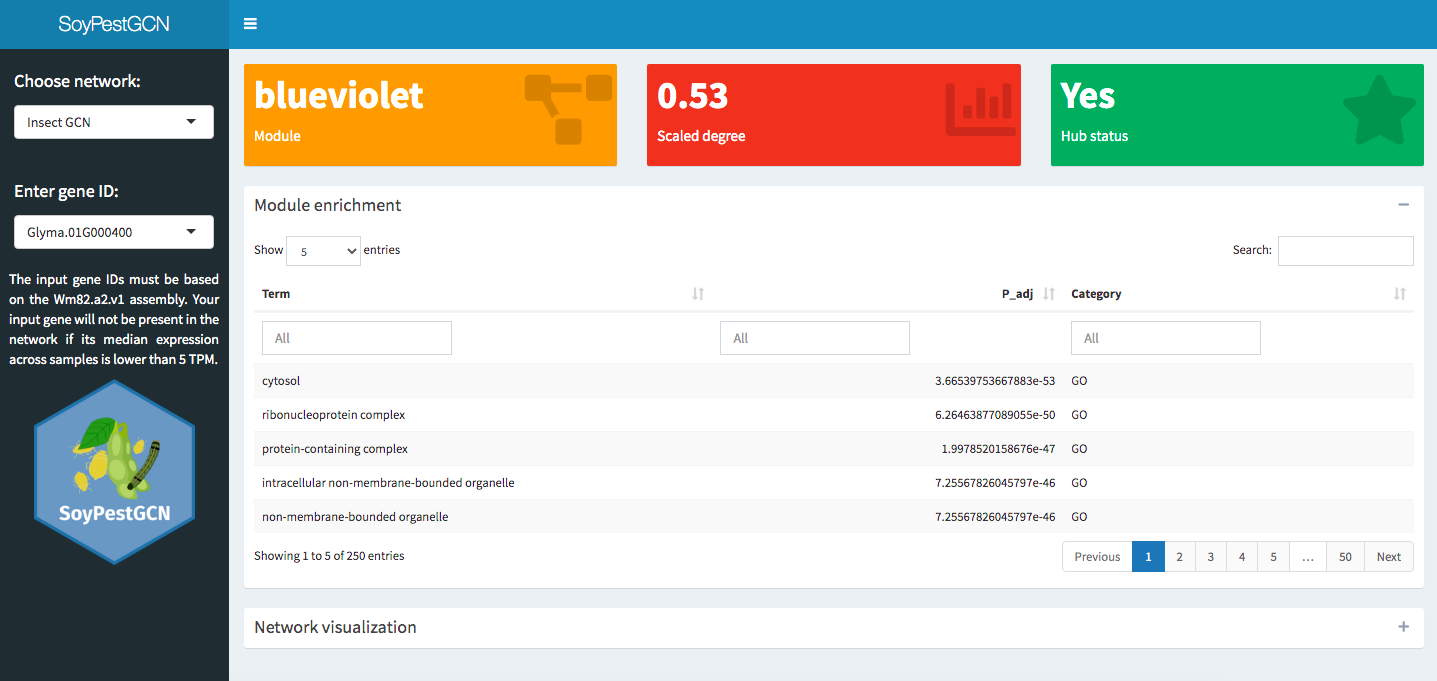 SoyPestGCN
Choose network:
Insect GCN
Enter gene ID:
Glyma.01G000400
The input gene IDs must be based
on the Wm82.a2.v1 assembly. Your
input gene will not be present in the
network if its median expression
across samples is lower than 5 TPM.
SoyPestGCN
blueviolet
Module
0.53
Scaled degree
Yes
Hub status
Module enrichment
Show 5 entries Search:
Term P_adj Category
All All All
cytosol 3.66539753667883e-53 GO
ribonucleoprotein complex 6.26463877089055e-50 GO
protein-containing complex 1.9978520158676e-47 GO
intracellular non-membrane-bounded organelle 7.25567826045797e-46 GO
non-membrane-bounded organelle 7.25567826045797e-46 GO
Showing 1 to 5 of 250 entries Previous 1 2 3 4 5 … 50 Next
Network visualization